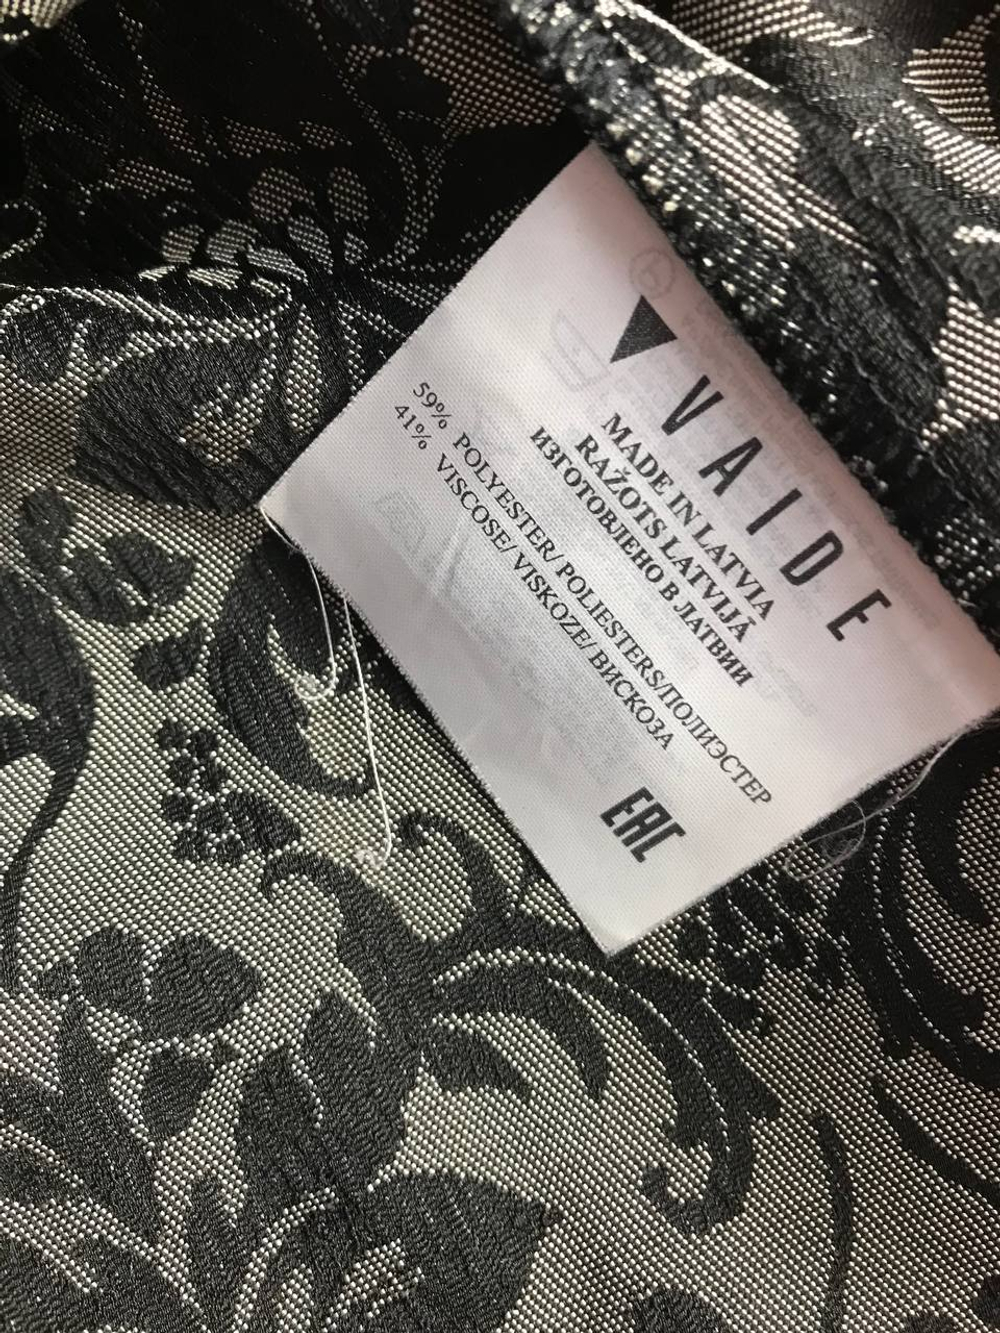 VAIDE
MADE IN LATVIA
RAŽOTS LATVIJĀ
ИЗГОТОВЛЕНО В ЛАТВИИ
59% POLYESTER/ POLIESTERS/ПОЛИЭСТЕР
41% VISCOSE/ VISKOZE/ ВИСКОЗА
EAC